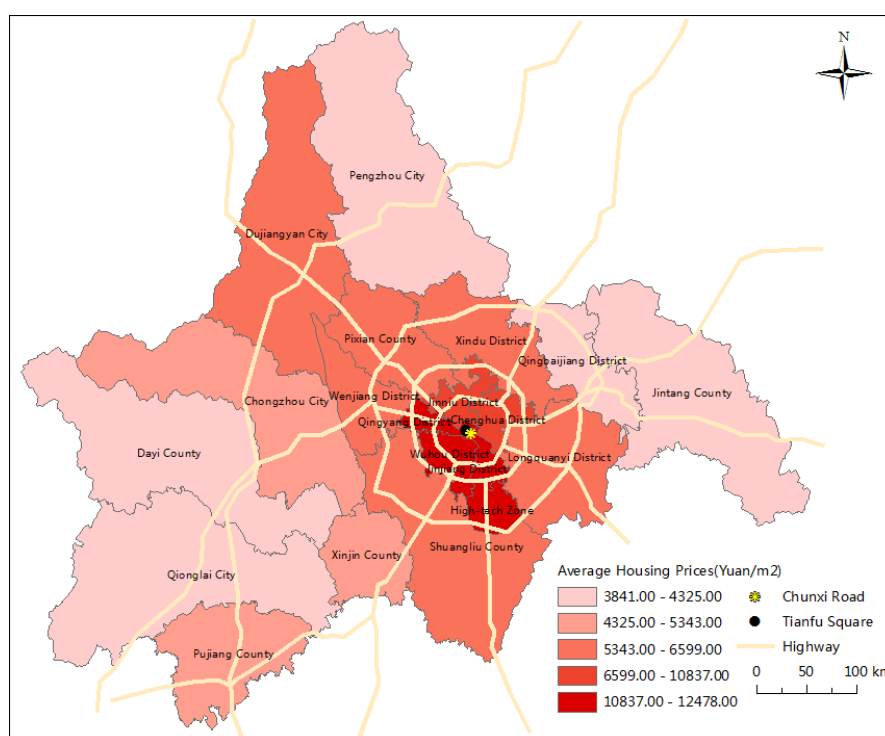 N
Pengzhou City
Dujiangyan City
Pixian County
Xindu District
Qingbaijiang District
Jintang County
Chongzhou City
Wenjiang District
Jinniu District
Qingyang District
Chenghua District
Dayi County
Wuhou District
Longquanyi District
Jinjiang District
High-tech Zone
Shuangliu County
Xinjin County
Qionglai City
Pujiang County
Average Housing Prices(Yuan/m2)
3841.00 - 4325.00
Chunxi Road
4325.00 - 5343.00
Tianfu Square
5343.00 - 6599.00
Highway
6599.00 - 10837.00
0 50 100 km
10837.00 - 12478.00